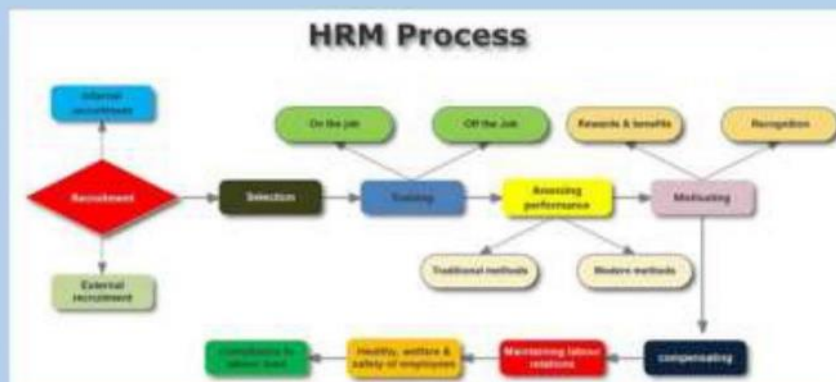 HRM Process
Internal
recruitment
On the job
Off the Job
Rewards & benefits
Recognition
Recruitment
Selection
Training
Assessing
performance
Motivating
External
recruitment
Traditional methods
Modern methods
Compliance to
labour laws
Healthy, welfare &
safety of employees
Maintaining labour
relations
compensating